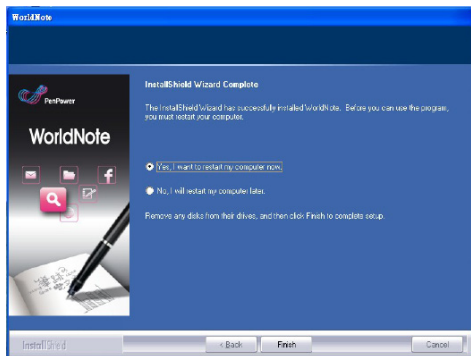 WorldNote
PenPower
WorldNote
InstallShield Wizard Complete
The InstallShield Wizard has successfully installed WorldNote. Before you can use the program,
you must restart your computer.
Yes, I want to restart my computer now.
No, I will restart my computer later.
Remove any disks from their drives, and then click Finish to complete setup.
InstallShield
< Back
Finish
Cancel